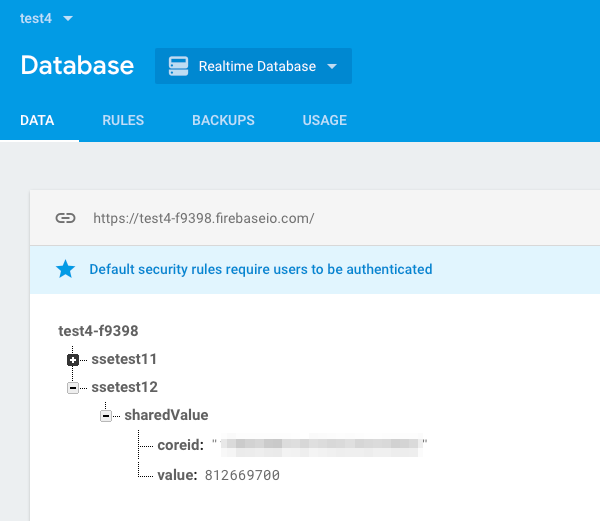 test4
Database Realtime Database
DATA RULES BACKUPS USAGE
https://test4-f9398.firebaseio.com/
Default security rules require users to be authenticated
test4-f9398
ssetest11
ssetest12
sharedValue
coreid: " "
value: 812669700